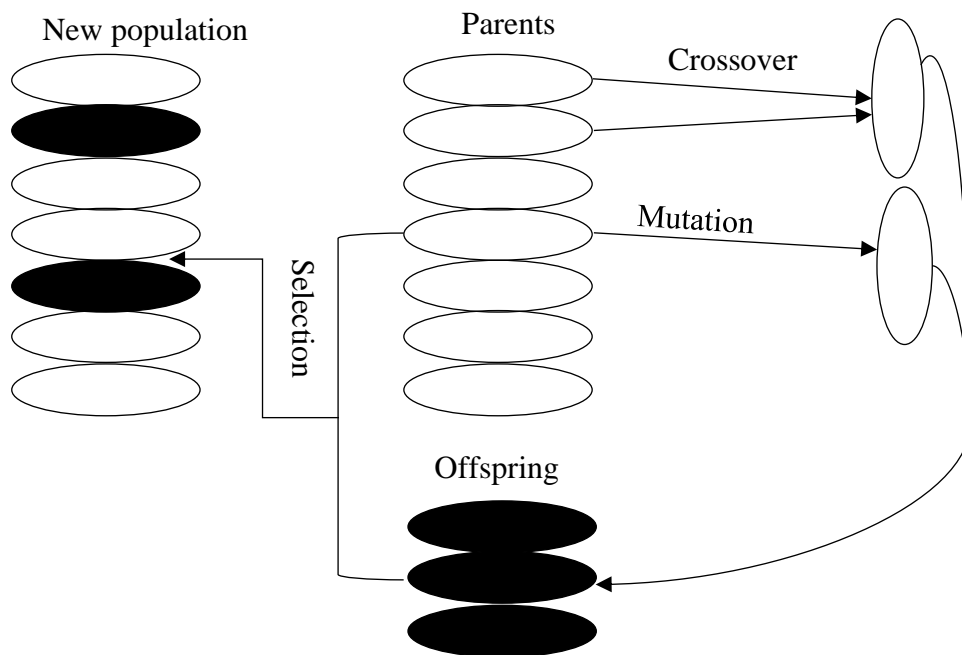 New population
Parents
Crossover
Mutation
Selection
Offspring